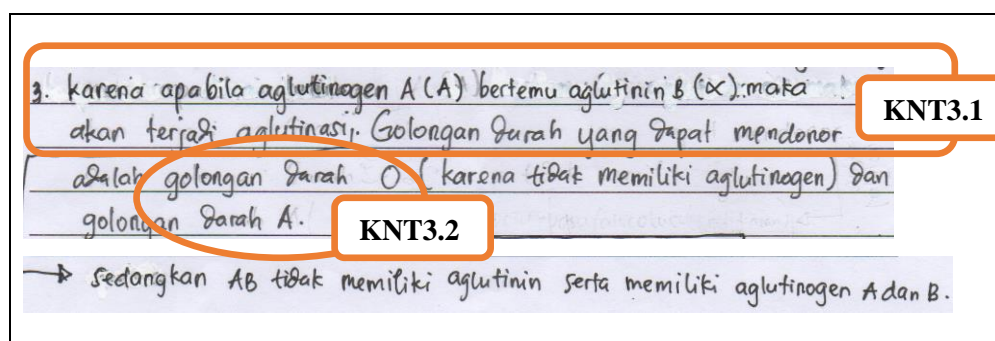 3. karena apabila aglutinogen A (A) bertemu aglutinin B (α) maka
KNT3.1
akan terjadi aglutinasi. Golongan darah yang dapat mendonor
adalah golongan darah O (karena tidak memiliki aglutinogen) dan
golongan darah A.
KNT3.2
→ sedangkan AB tidak memiliki aglutinin serta memiliki aglutinogen A dan B.